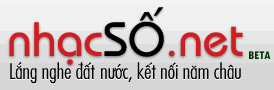 nhạcSỐ.net BETA
Lắng nghe đất nước, kết nối năm châu